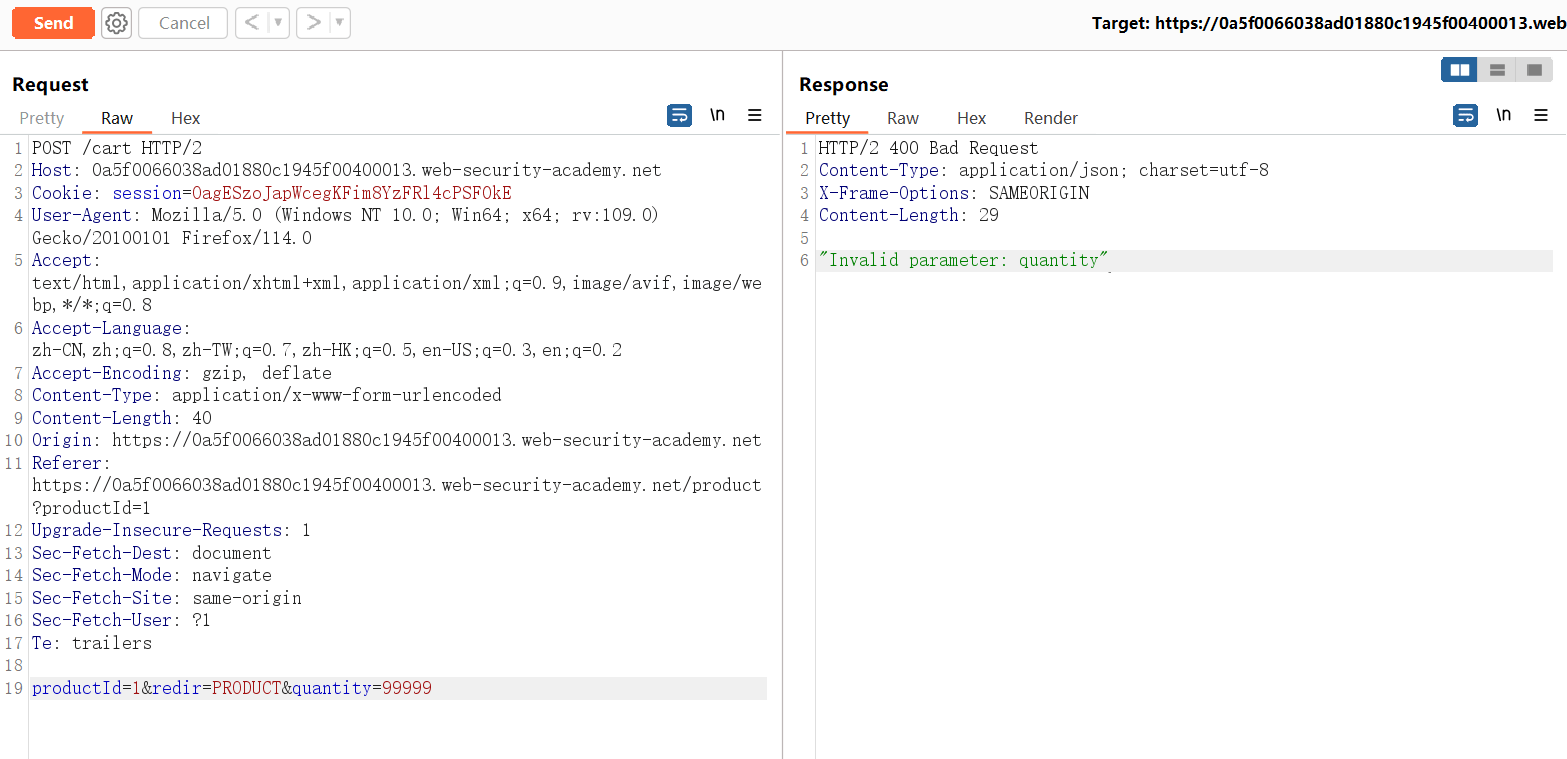 Send Cancel < >
Target: https://0a5f0066038ad01880c1945f00400013.web
Request
Pretty Raw Hex \n
1 POST /cart HTTP/2
2 Host: 0a5f0066038ad01880c1945f00400013.web-security-academy.net
3 Cookie: session=OagESzoJapWcegKFim8YzFRl4cPSFOkE
4 User-Agent: Mozilla/5.0 (Windows NT 10.0; Win64; x64; rv:109.0)
Gecko/20100101 Firefox/114.0
5 Accept:
text/html,application/xhtml+xml,application/xml;q=0.9,image/avif,image/we
bp,*/*;q=0.8
6 Accept-Language:
zh-CN,zh;q=0.8,zh-TW;q=0.7,zh-HK;q=0.5,en-US;q=0.3,en;q=0.2
7 Accept-Encoding: gzip, deflate
8 Content-Type: application/x-www-form-urlencoded
9 Content-Length: 40
10 Origin: https://0a5f0066038ad01880c1945f00400013.web-security-academy.net
11 Referer:
https://0a5f0066038ad01880c1945f00400013.web-security-academy.net/product
?productId=1
12 Upgrade-Insecure-Requests: 1
13 Sec-Fetch-Dest: document
14 Sec-Fetch-Mode: navigate
15 Sec-Fetch-Site: same-origin
16 Sec-Fetch-User: ?1
17 Te: trailers
18
19 productId=1&redir=PRODUCT&quantity=99999
Response
Pretty Raw Hex Render \n
1 HTTP/2 400 Bad Request
2 Content-Type: application/json; charset=utf-8
3 X-Frame-Options: SAMEORIGIN
4 Content-Length: 29
5
6 "Invalid parameter: quantity"